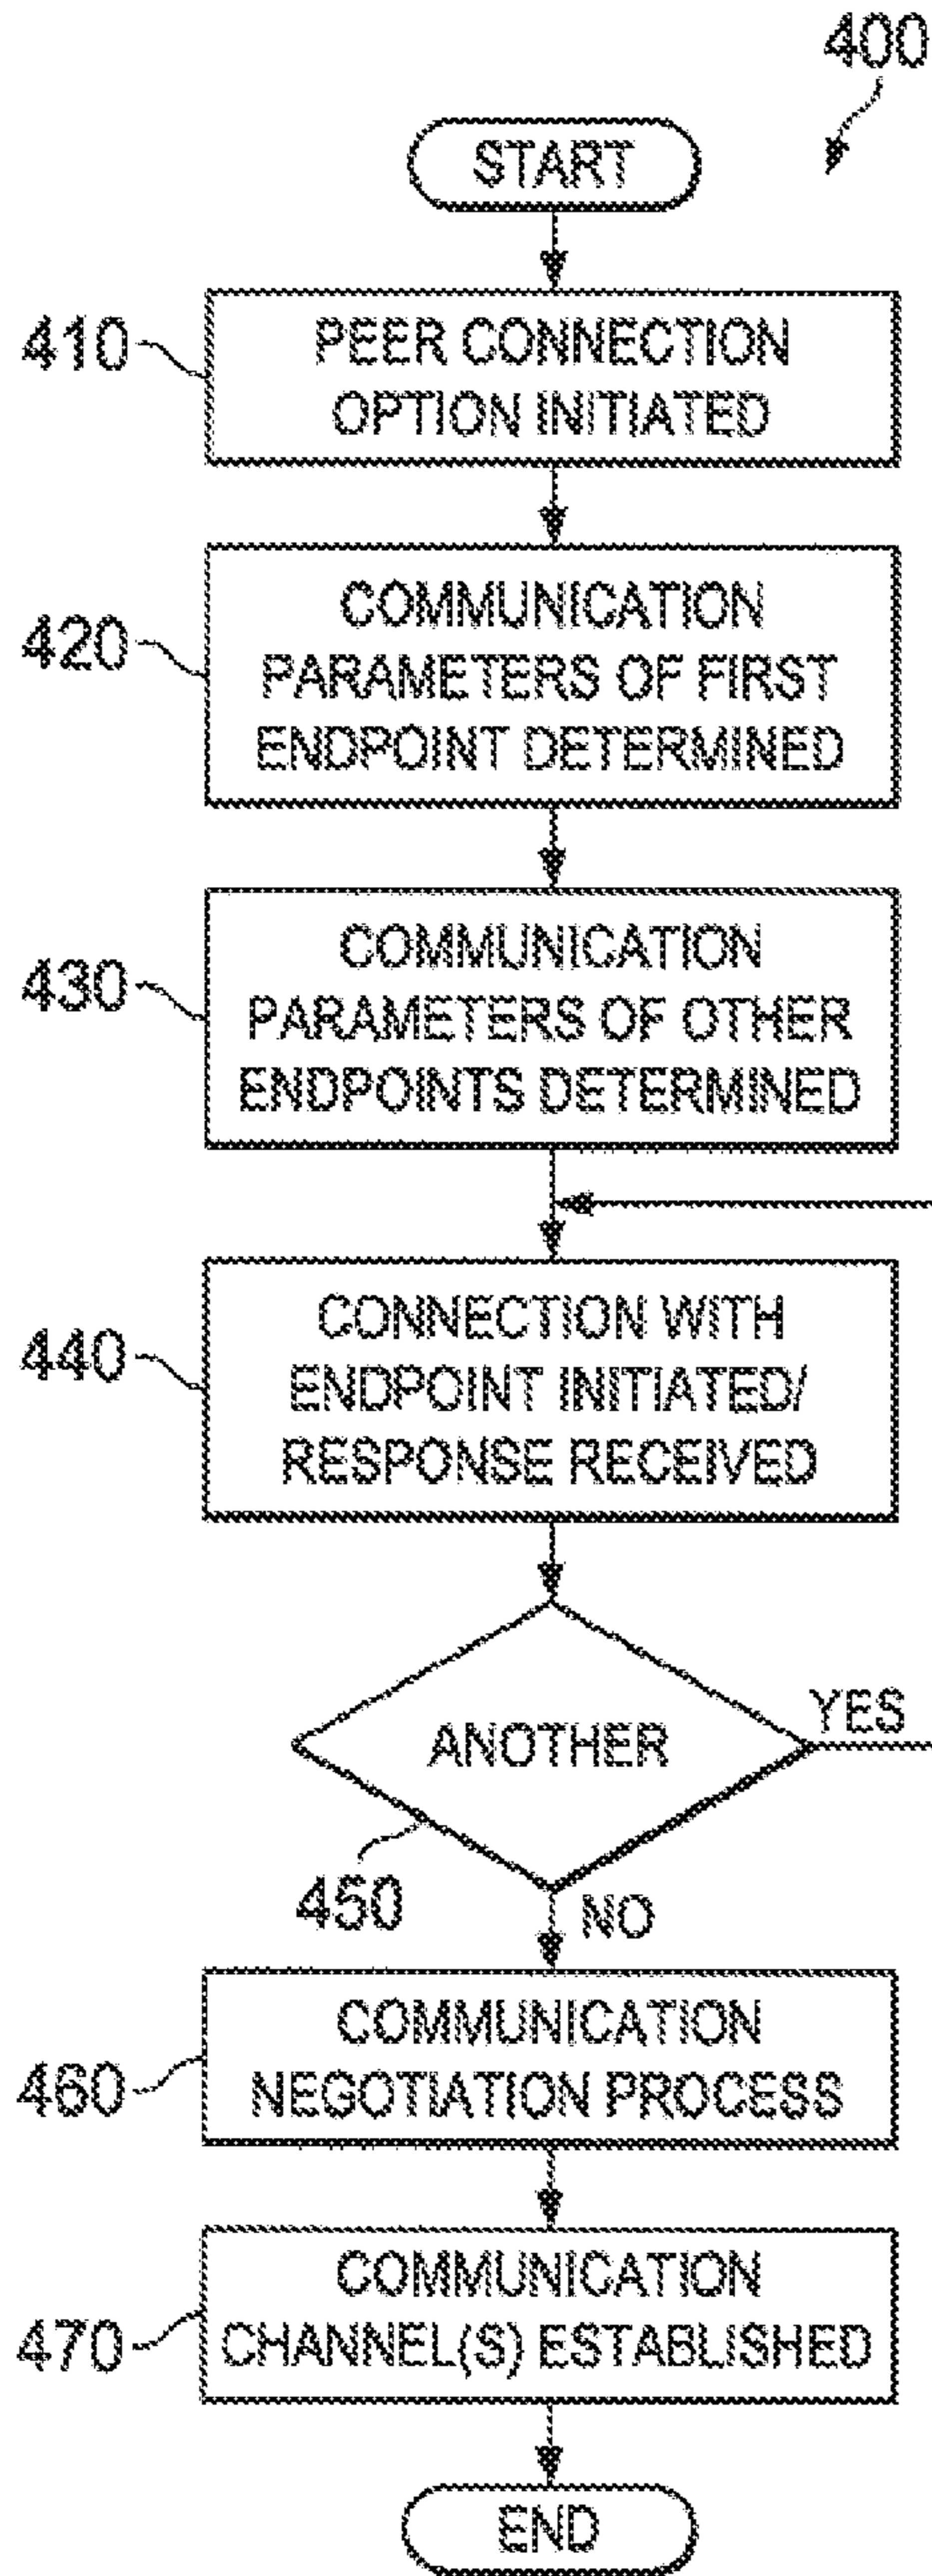 400
START
410
PEER CONNECTION
OPTION INITIATED
420
COMMUNICATION
PARAMETERS OF FIRST
ENDPOINT DETERMINED
430
COMMUNICATION
PARAMETERS OF OTHER
ENDPOINTS DETERMINED
440
CONNECTION WITH
ENDPOINT INITIATED/
RESPONSE RECEIVED
ANOTHER
YES
450
NO
460
COMMUNICATION
NEGOTIATION PROCESS
470
COMMUNICATION
CHANNEL(S) ESTABLISHED
END